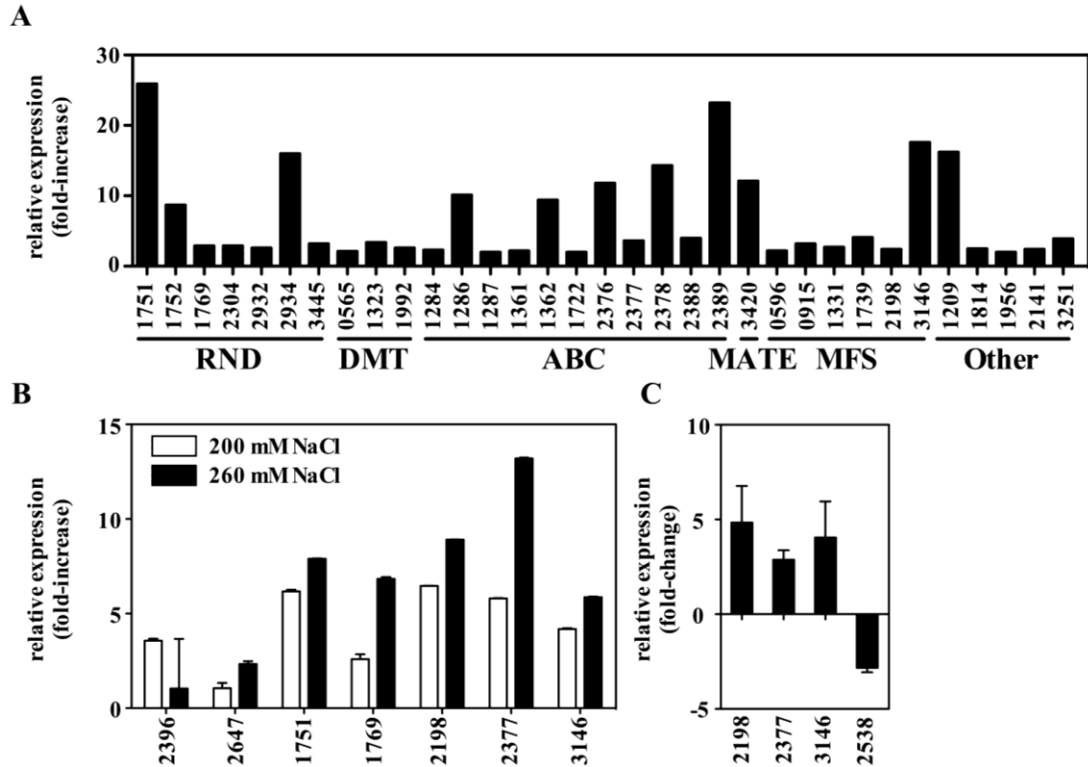 A
relative expression
(fold-increase)
30
20
10
0
1751 1752 1769 2304 2932 2934 3445 0565 1323 1992 1284 1286 1287 1361 1362 1722 2376 2377 2378 2388 2389 3420 0596 0915 1331 1739 2198 3146 1209 1814 1956 2141 3251
RND DMT ABC MATE MFS Other
B
relative expression
(fold-increase)
15
10
5
0
200 mM NaCl
260 mM NaCl
2396 2647 1751 1769 2198 2377 3146
C
relative expression
(fold-change)
10
5
0
-5
2198 2377 3146 2538